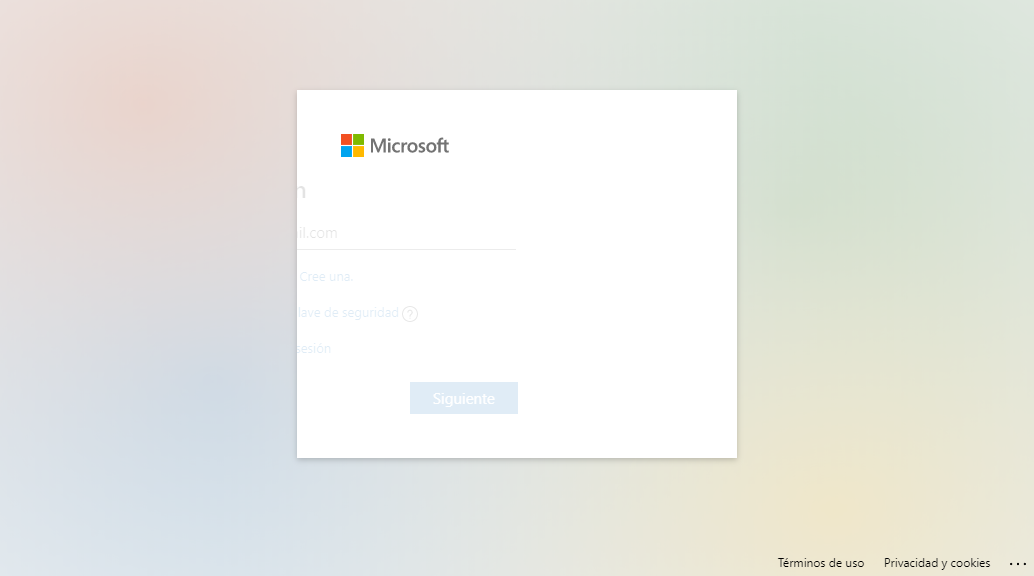 Microsoft
n
il.com
Cree una.
lave de seguridad ?
sesión
Siguiente
Términos de uso
Privacidad y cookies
...